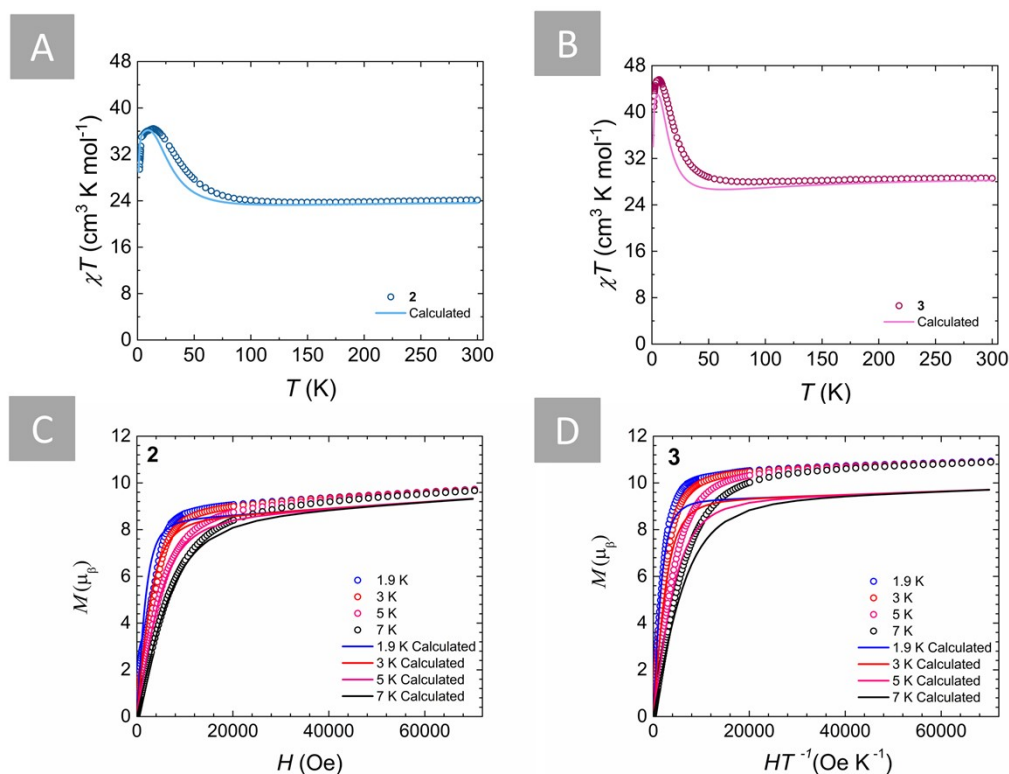 A
48
40
32
24
16
8
0
χT (cm³ K mol⁻¹)
2
Calculated
0 50 100 150 200 250 300
T (K)
B
48
40
32
24
16
8
0
χT (cm³ K mol⁻¹)
3
Calculated
0 50 100 150 200 250 300
T (K)
C
12
10
8
6
4
2
0
M (μᵦ)
2
1.9 K
3 K
5 K
7 K
1.9 K Calculated
3 K Calculated
5 K Calculated
7 K Calculated
0 20000 40000 60000
H (Oe)
D
12
10
8
6
4
2
0
M (μᵦ)
3
1.9 K
3 K
5 K
7 K
1.9 K Calculated
3 K Calculated
5 K Calculated
7 K Calculated
0 20000 40000 60000
HT ⁻¹(Oe K⁻¹)